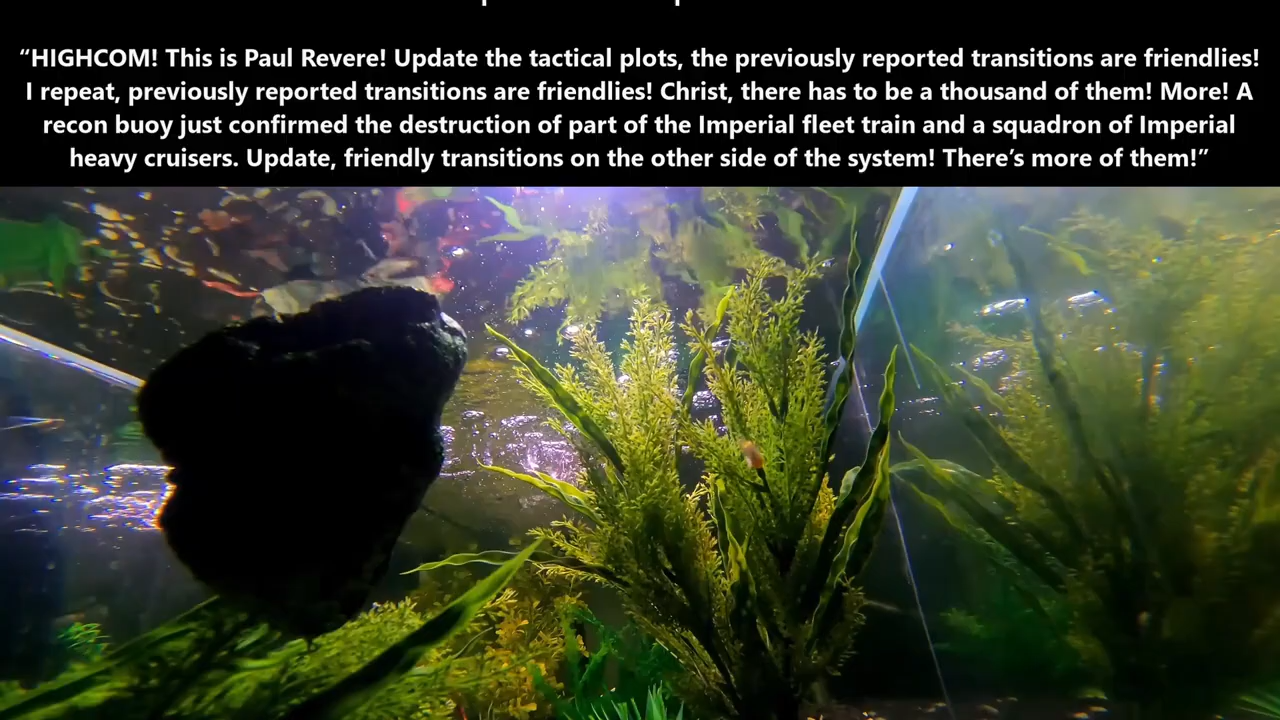 “HIGHCOM! This is Paul Revere! Update the tactical plots, the previously reported transitions are friendlies!
I repeat, previously reported transitions are friendlies! Christ, there has to be a thousand of them! More! A
recon buoy just confirmed the destruction of part of the Imperial fleet train and a squadron of Imperial
heavy cruisers. Update, friendly transitions on the other side of the system! There’s more of them!”